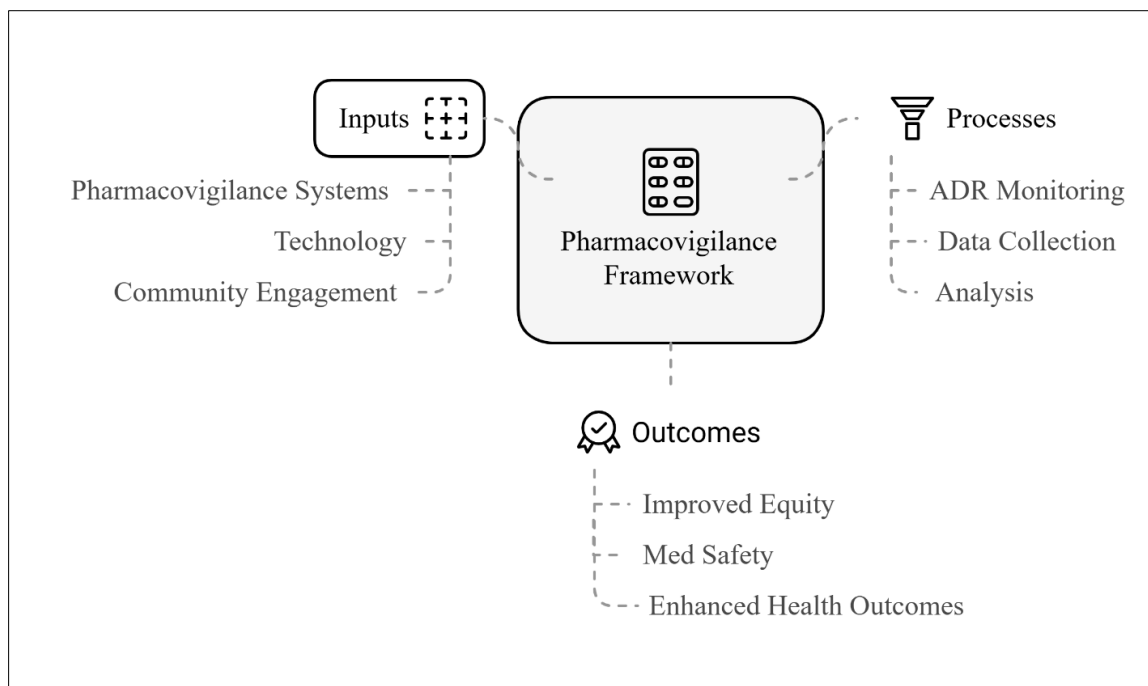 Inputs
Pharmacovigilance Systems
Technology
Community Engagement
Pharmacovigilance
Framework
Processes
ADR Monitoring
Data Collection
Analysis
Outcomes
Improved Equity
Med Safety
Enhanced Health Outcomes